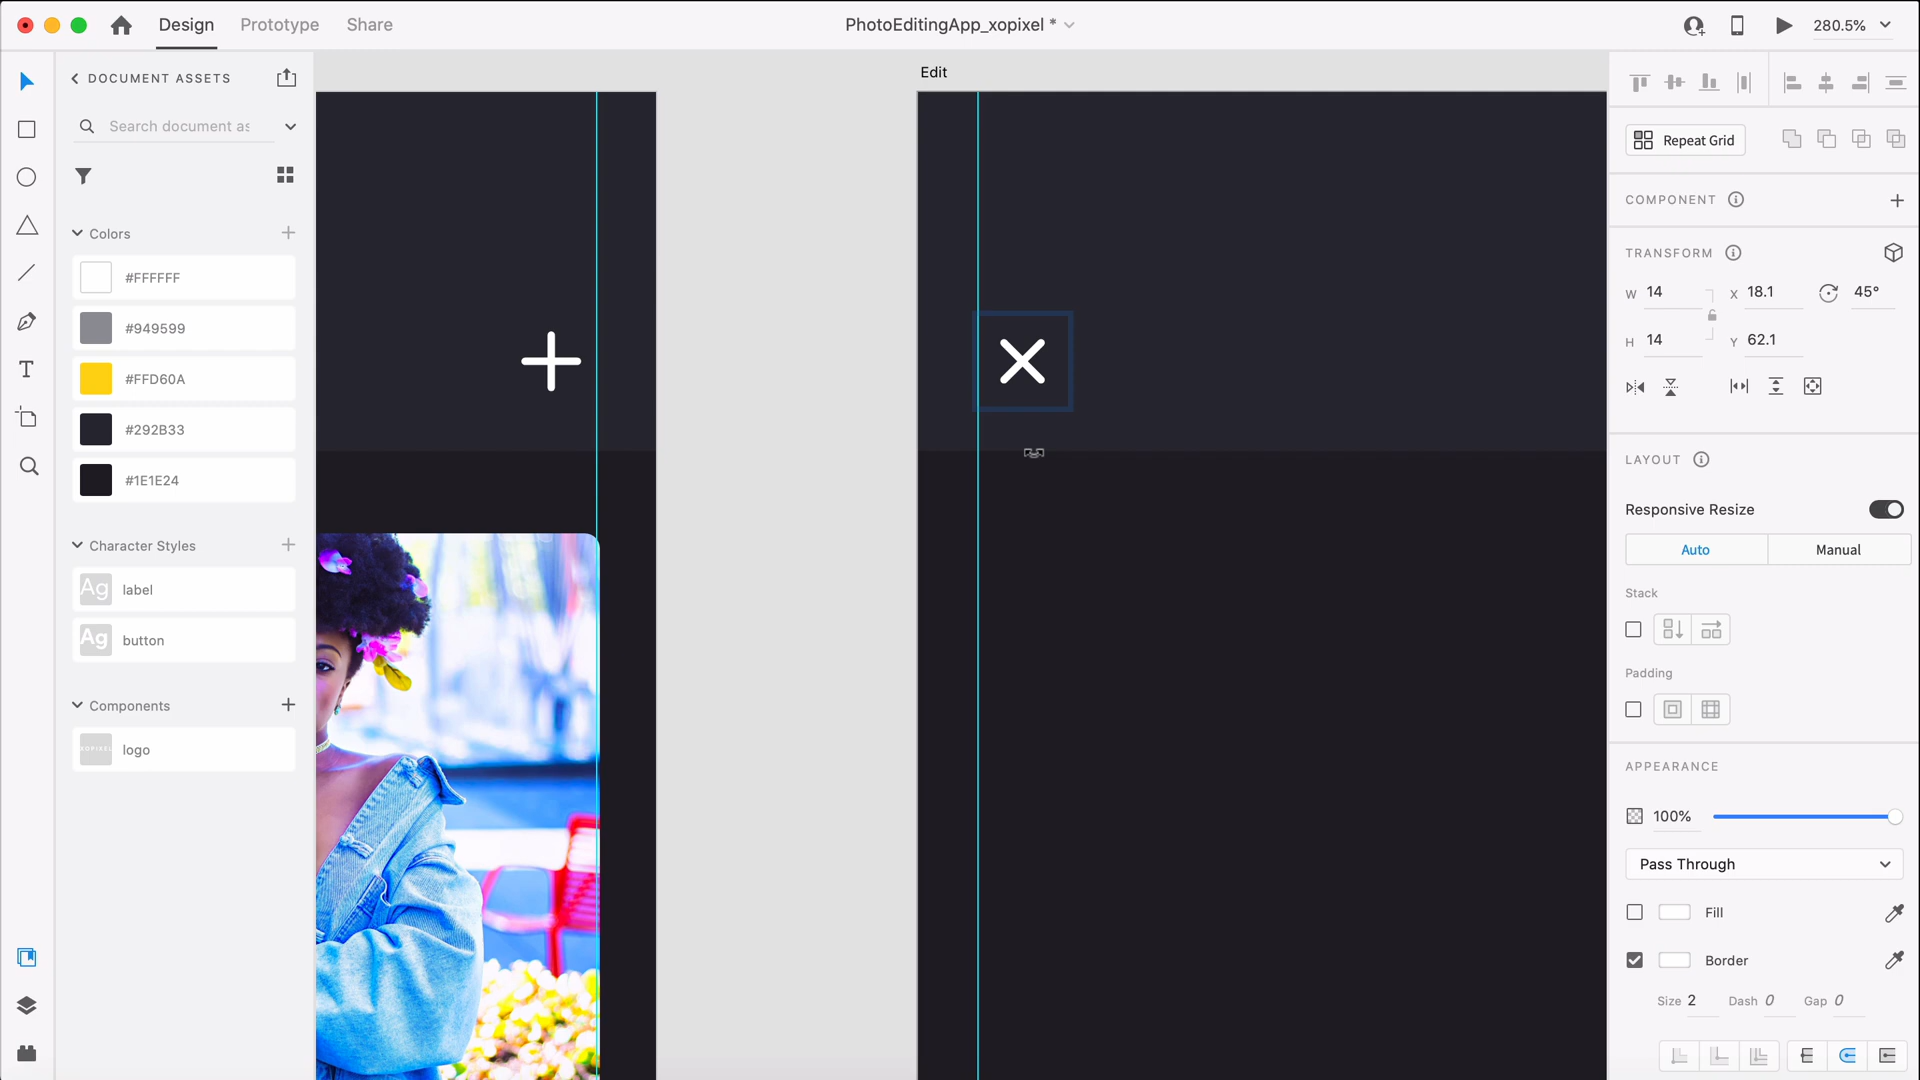 Design Prototype Share PhotoEditingApp_xopixel * 280.5%
DOCUMENT ASSETS
Search document as
Colors
#FFFFFF
#949599
#FFD60A
#292B33
#1E1E24
Character Styles
Ag label
Ag button
Components
XOPIXEL logo
Edit
Repeat Grid
COMPONENT
TRANSFORM
W 14 X 18.1 45°
H 14 Y 62.1
LAYOUT
Responsive Resize
Auto Manual
Stack
Padding
APPEARANCE
100%
Pass Through
Fill
Border
Size 2 Dash 0 Gap 0